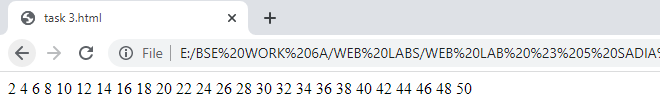 task 3.html
File E:/BSE%20WORK%206A/WEB%20LABS/WEB%20LAB%20%23%205%20SADIA%
2 4 6 8 10 12 14 16 18 20 22 24 26 28 30 32 34 36 38 40 42 44 46 48 50